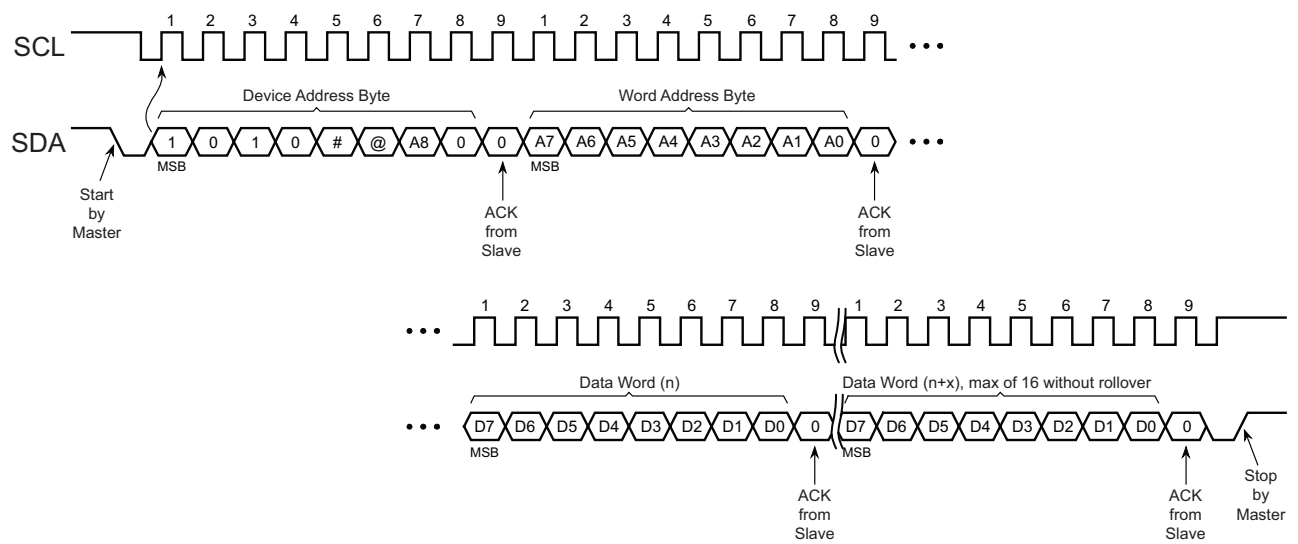 1 2 3 4 5 6 7 8 9 1 2 3 4 5 6 7 8 9
SCL
Device Address Byte Word Address Byte
SDA 1 0 1 0 # @ A8 0 0 A7 A6 A5 A4 A3 A2 A1 A0 0
MSB MSB
Start
by
Master
ACK
from
Slave
ACK
from
Slave
1 2 3 4 5 6 7 8 9 1 2 3 4 5 6 7 8 9
Data Word (n) Data Word (n+x), max of 16 without rollover
D7 D6 D5 D4 D3 D2 D1 D0 0 D7 D6 D5 D4 D3 D2 D1 D0 0
MSB MSB
ACK
from
Slave
ACK
from
Slave
Stop
by
Master